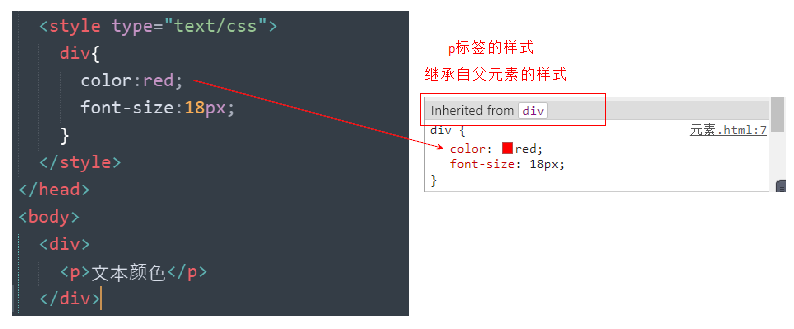 <style type="text/css">
div{
color:red;
font-size:18px;
}
</style>
</head>
<body>
<div>
<p>文本颜色</p>
</div>
p标签的样式
继承自父元素的样式
Inherited from div
div { 元素.html:7
color: red;
font-size: 18px;
}